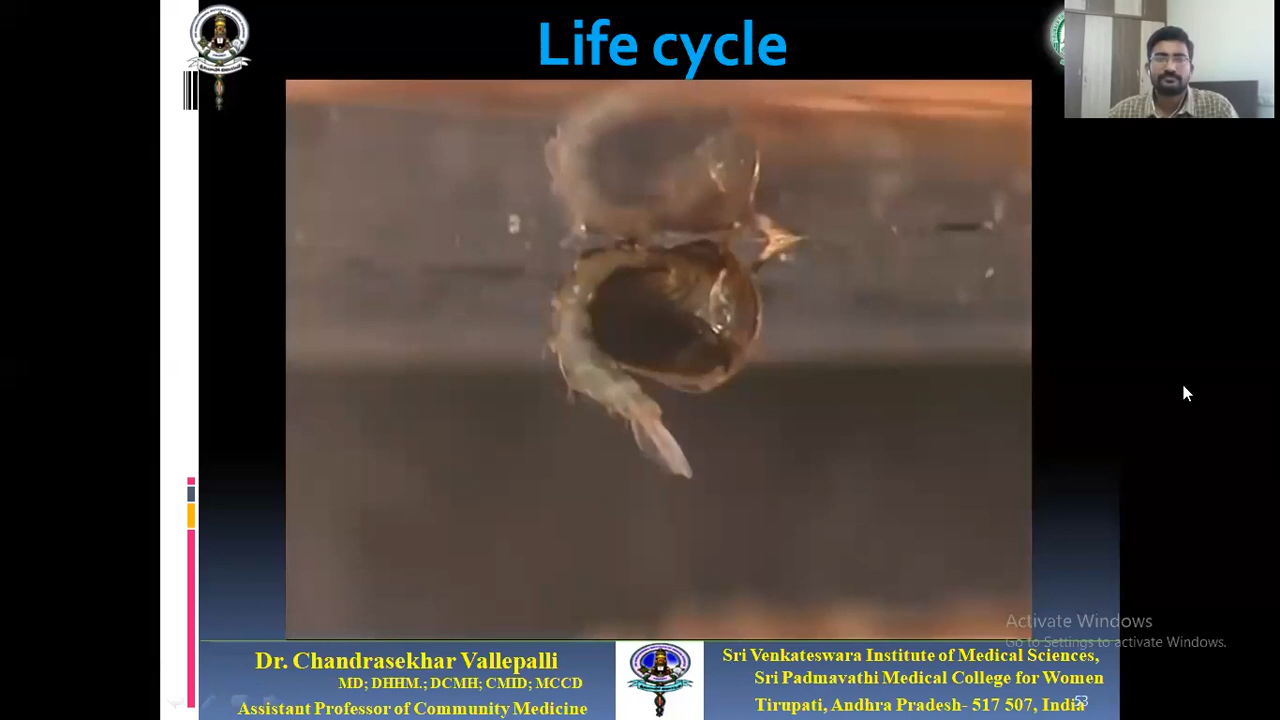 Life cycle
Activate Windows
Go to Settings to activate Windows.
Dr. Chandrasekhar Vallepalli
MD; DHHM.; DCMH; CMID; MCCD
Assistant Professor of Community Medicine
Sri Venkateswara Institute of Medical Sciences,
Sri Padmavathi Medical College for Women
Tirupati, Andhra Pradesh- 517 507, India
53